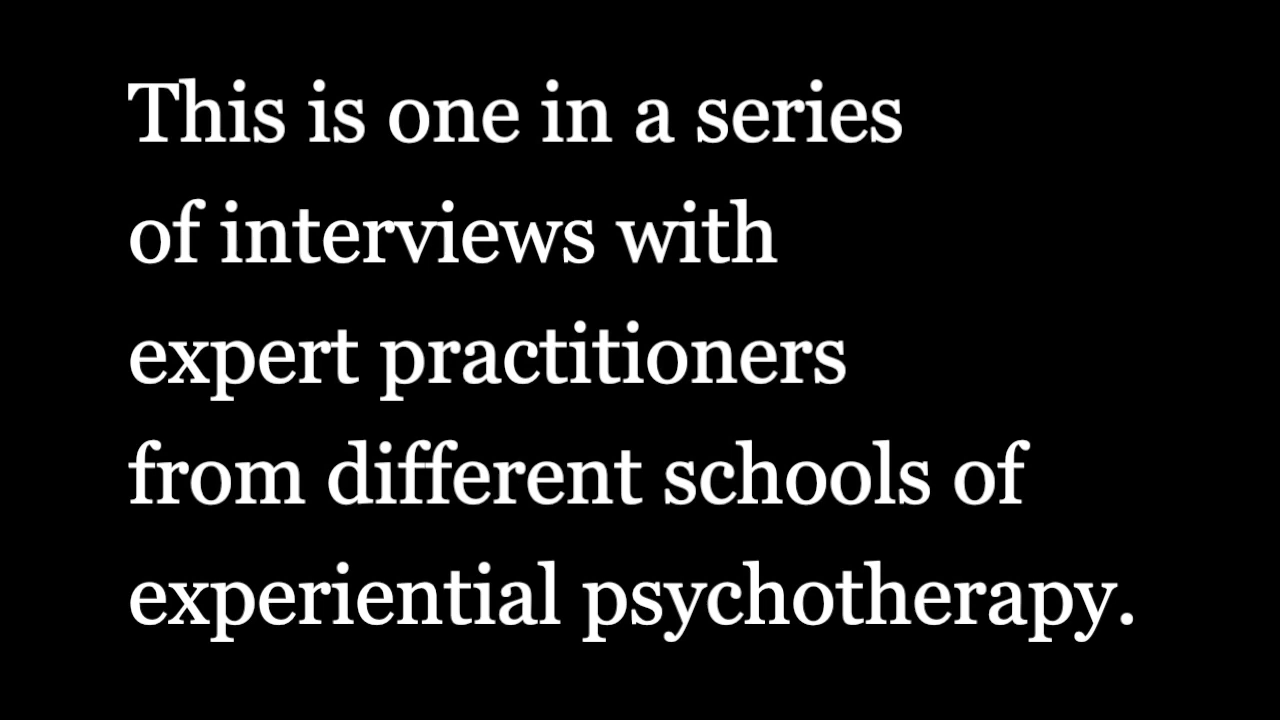 This is one in a series
of interviews with
expert practitioners
from different schools of
experiential psychotherapy.